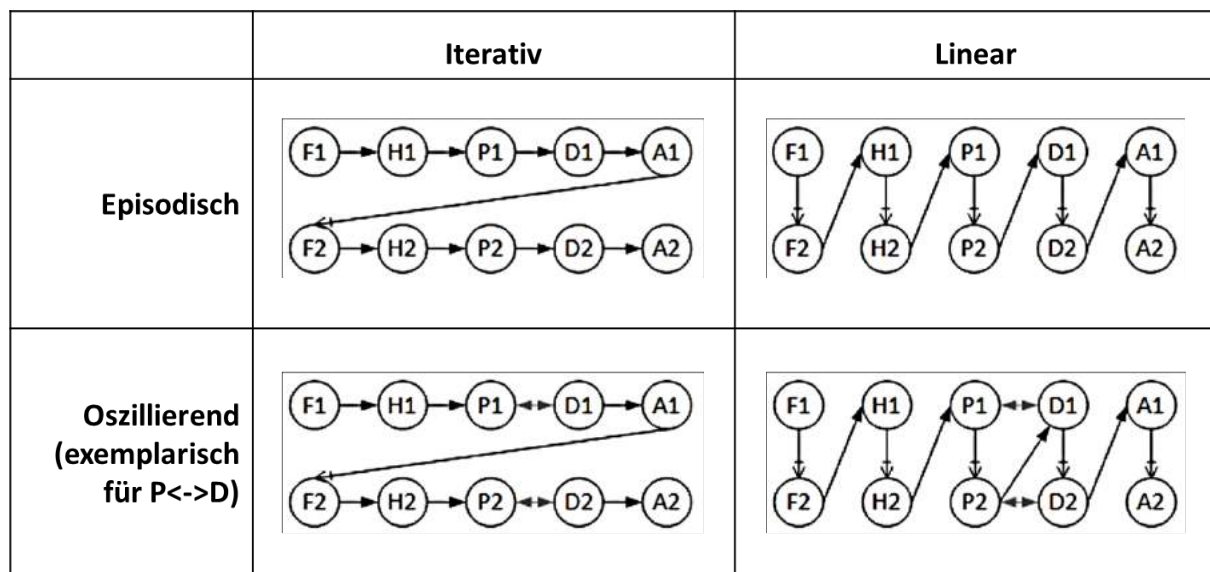 Iterativ Linear
F1 H1 P1 D1 A1 F1 H1 P1 D1 A1
Episodisch
F2 H2 P2 D2 A2 F2 H2 P2 D2 A2
F1 H1 P1 D1 A1 F1 H1 P1 D1 A1
Oszillierend
(exemplarisch
für P<->D)
F2 H2 P2 D2 A2 F2 H2 P2 D2 A2